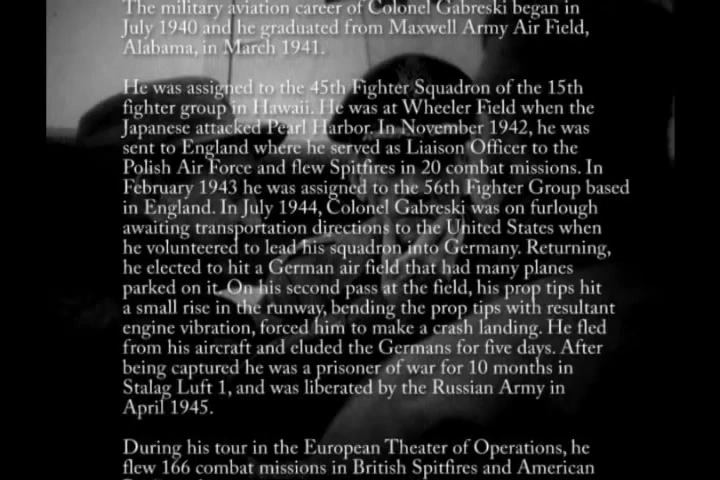 The military aviation career of Colonel Gabreski began in
July 1940 and he graduated from Maxwell Army Air Field,
Alabama, in March 1941.
He was assigned to the 45th Fighter Squadron of the 15th
fighter group in Hawaii. He was at Wheeler Field when the
Japanese attacked Pearl Harbor. In November 1942, he was
sent to England where he served as Liaison Officer to the
Polish Air Force and flew Spitfires in 20 combat missions. In
February 1943 he was assigned to the 56th Fighter Group based
in England. In July 1944, Colonel Gabreski was on furlough
awaiting transportation directions to the United States when
he volunteered to lead his squadron into Germany. Returning,
he elected to hit a German air field that had many planes
parked on it. On his second pass at the field, his prop tips hit
a small rise in the runway, bending the prop tips with resultant
engine vibration, forced him to make a crash landing. He fled
from his aircraft and eluded the Germans for five days. After
being captured he was a prisoner of war for 10 months in
Stalag Luft 1, and was liberated by the Russian Army in
April 1945.
During his tour in the European Theater of Operations, he
flew 166 combat missions in British Spitfires and American